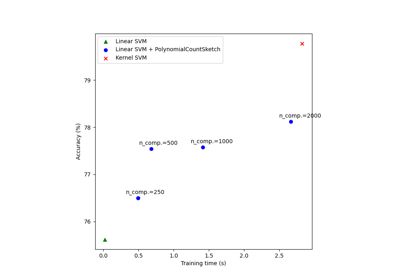 Linear SVM
Linear SVM + PolynomialCountSketch
Kernel SVM
79
n_comp.=2000
78
n_comp.=500
n_comp.=1000
77
n_comp.=250
76
Accuracy (%)
0.0 0.5 1.0 1.5 2.0 2.5
Training time (s)